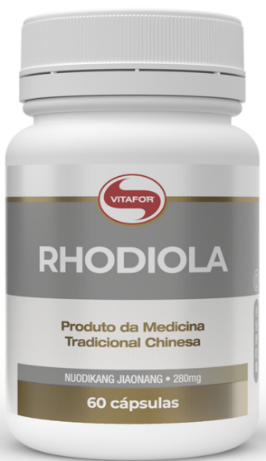 VITAFOR
RHODIOLA
Produto da Medicina
Tradicional Chinesa
NUODIKANG JIAONANG • 280mg
60 cápsulas